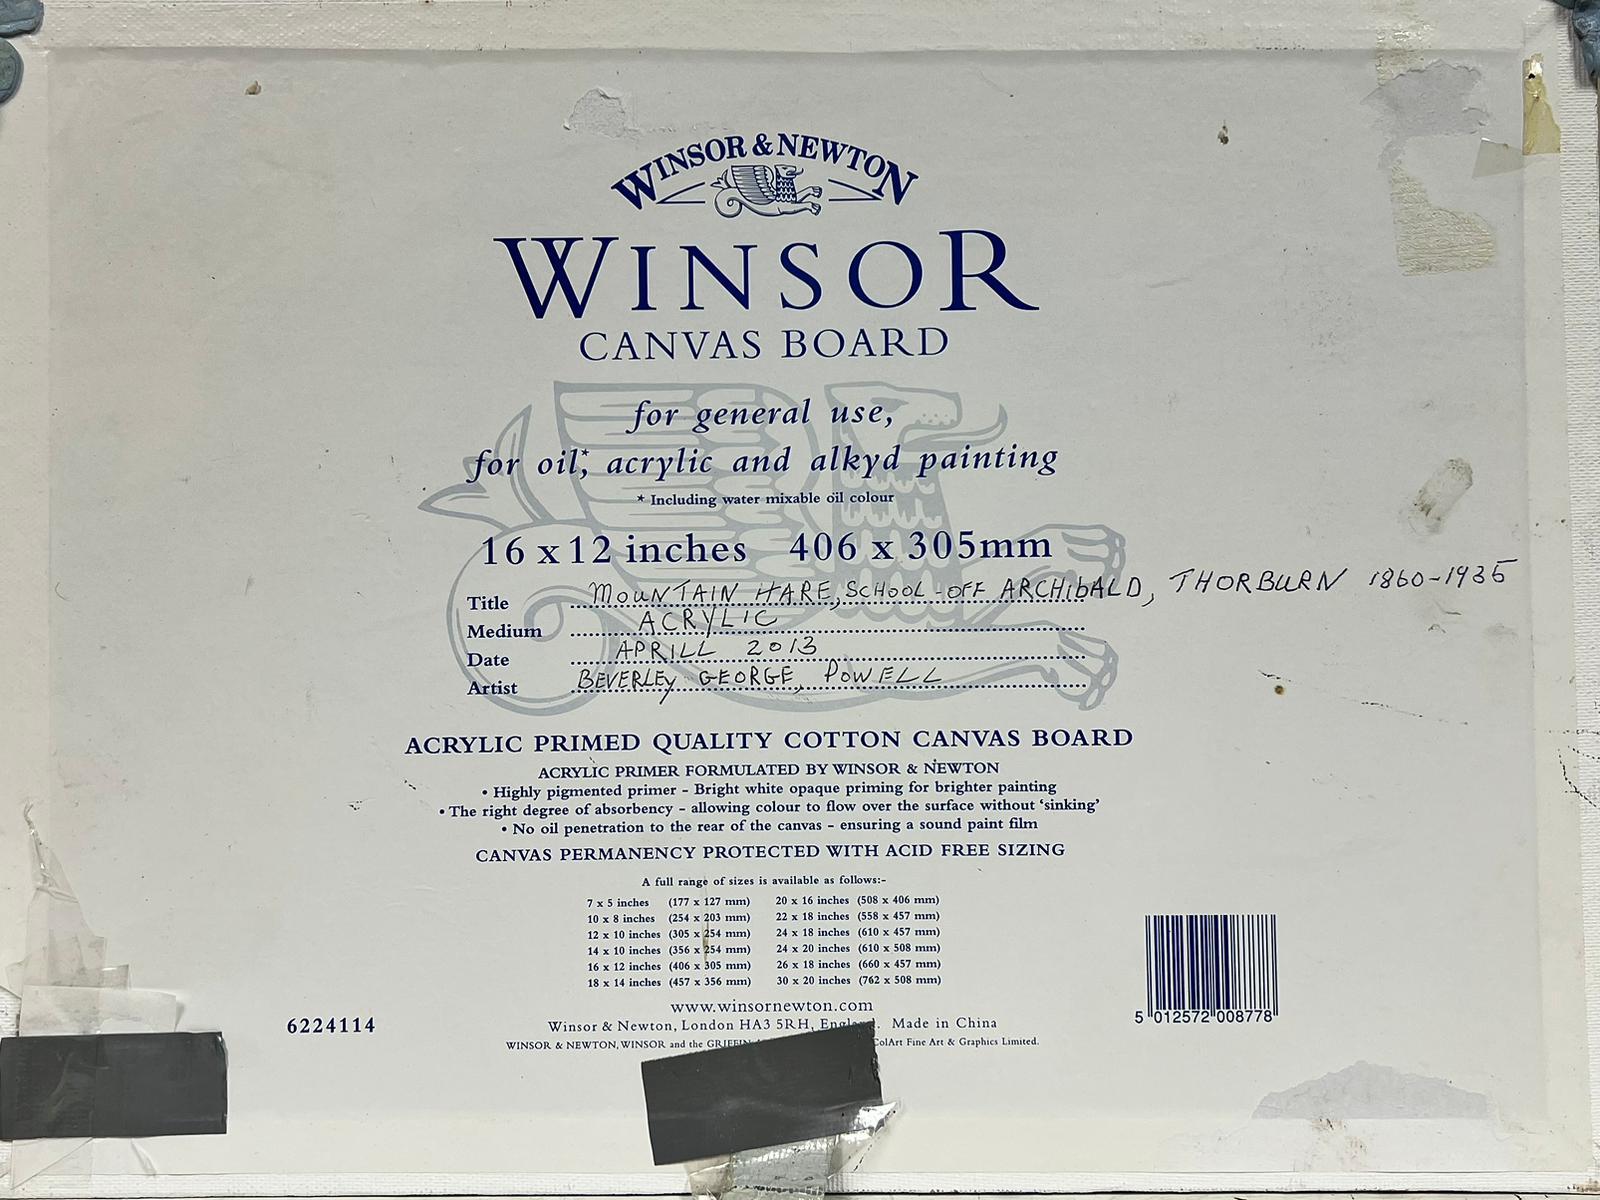 WINSOR & NEWTON
WINSOR
CANVAS BOARD
for general use,
for oil,* acrylic and alkyd painting
* Including water mixable oil colour
16 x 12 inches 406 x 305mm
Title MOUNTAIN HARE, SCHOOL-OFF ARCHIBALD, THORBURN 1860-1935
Medium ACRYLIC
Date APRILL 2013
Artist BEVERLEY GEORGE, POWELL
ACRYLIC PRIMED QUALITY COTTON CANVAS BOARD
ACRYLIC PRIMER FORMULATED BY WINSOR & NEWTON
• Highly pigmented primer - Bright white opaque priming for brighter painting
• The right degree of absorbency - allowing colour to flow over the surface without ‘sinking’
• No oil penetration to the rear of the canvas - ensuring a sound paint film
CANVAS PERMANENCY PROTECTED WITH ACID FREE SIZING
A full range of sizes is available as follows:-
7 x 5 inches (177 x 127 mm) 20 x 16 inches (508 x 406 mm)
10 x 8 inches (254 x 203 mm) 22 x 18 inches (558 x 457 mm)
12 x 10 inches (305 x 254 mm) 24 x 18 inches (610 x 457 mm)
14 x 10 inches (356 x 254 mm) 24 x 20 inches (610 x 508 mm)
16 x 12 inches (406 x 305 mm) 26 x 18 inches (660 x 457 mm)
18 x 14 inches (457 x 356 mm) 30 x 20 inches (762 x 508 mm)
www.winsornewton.com
Winsor & Newton, London HA3 5RH, England. Made in China
WINSOR & NEWTON, WINSOR and the GRIFFIN ColArt Fine Art & Graphics Limited.
6224114
5 012572 008778